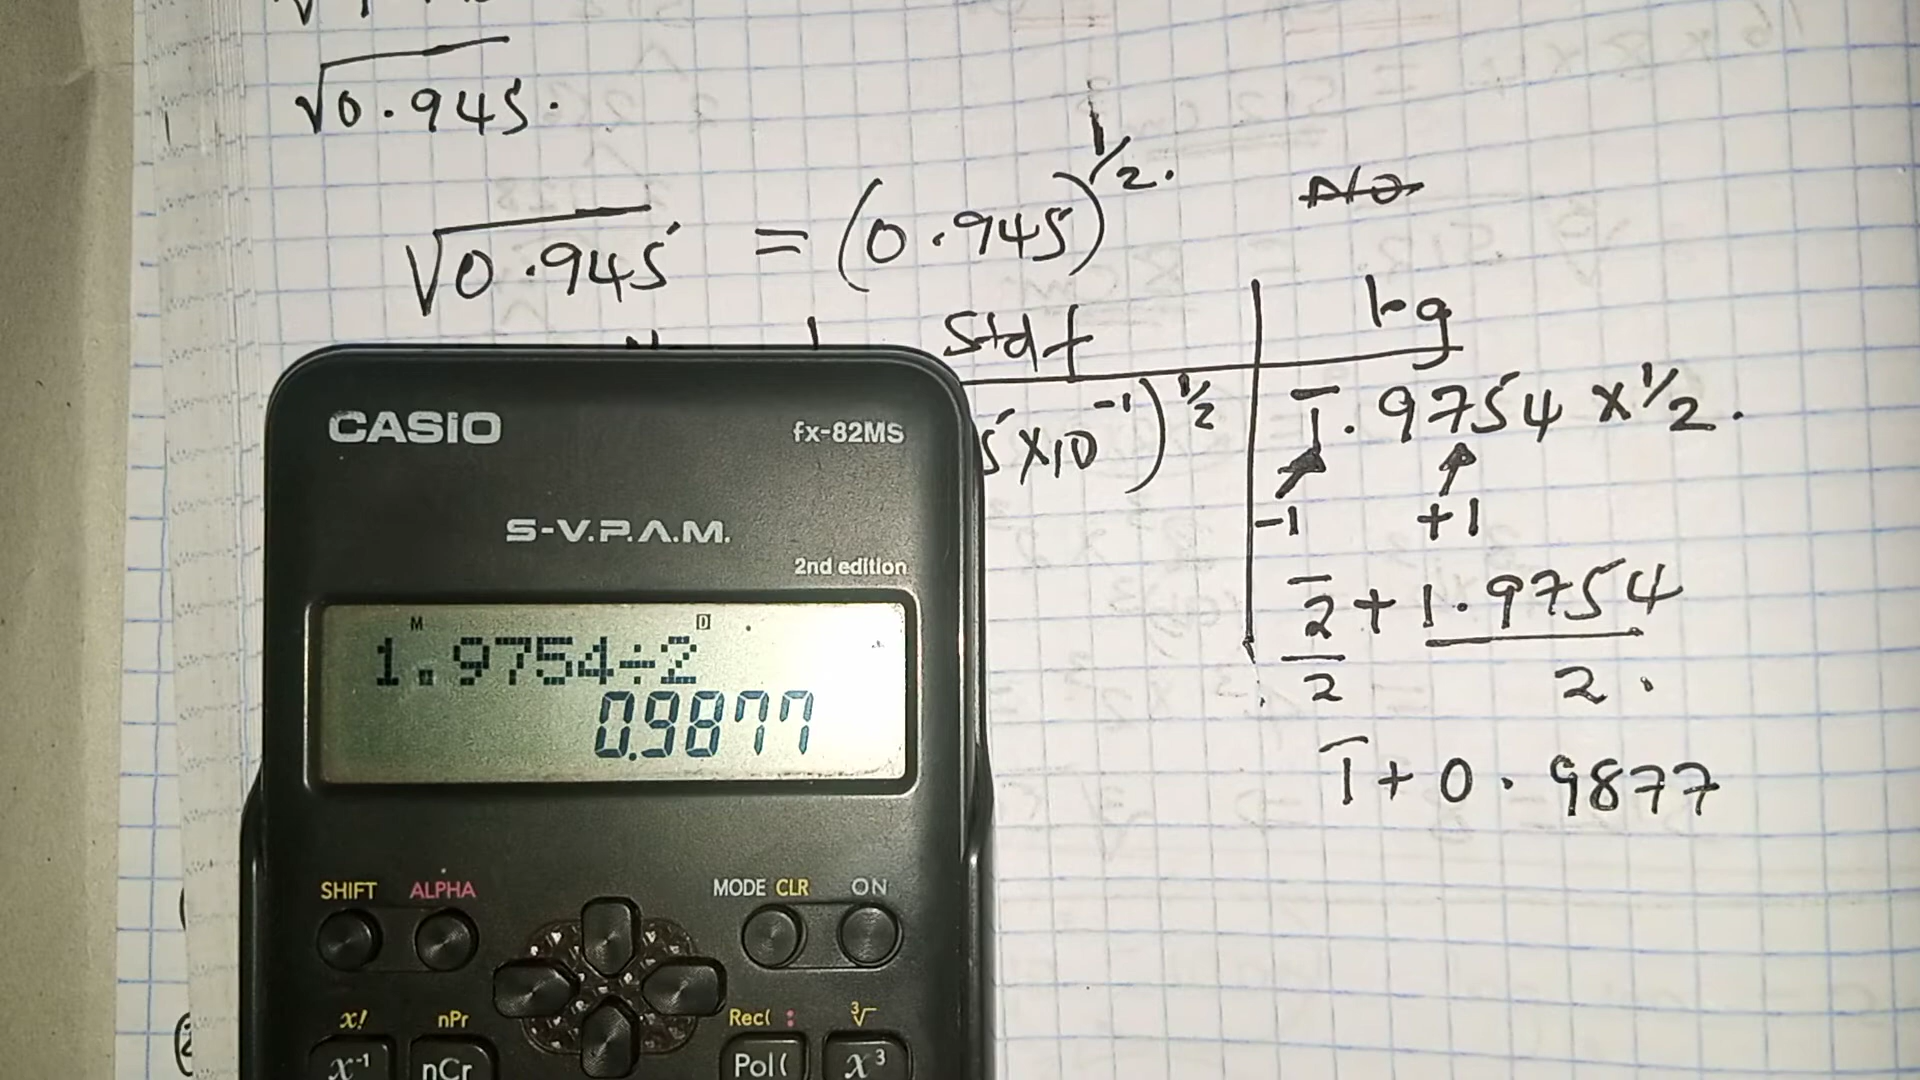 √0.945.
√0.945 = (0.945)^1/2.
Stdf | log
5 × 10^-1)^1/2 | 1̄.9754 × 1/2.
-1 +1
2̄/2 + 1.9754/2.
1̄ + 0.9877
CASIO
fx-82MS
S-V.P.A.M.
2nd edition
M D
1.9754÷2
0.9877
SHIFT ALPHA MODE CLR ON
x! nPr Rec( : ³√
x⁻¹ nCr Pol( x³